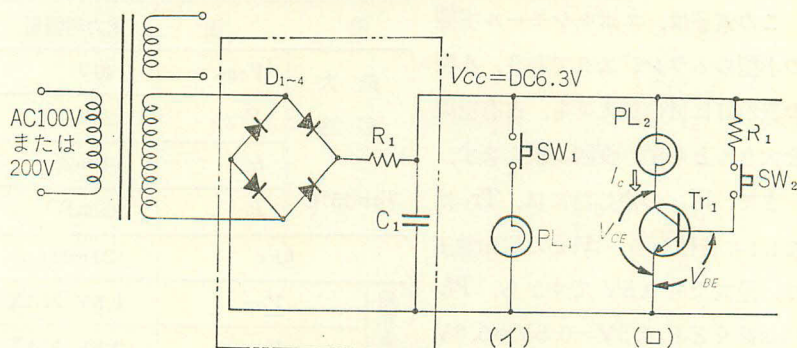 AC100V
または
200V
D₁~₄
R₁
C₁
Vcc=DC6.3V
SW₁
PL₁
(イ)
PL₂
Ic
VCE
Tr₁
VBE
R₁
SW₂
(ロ)